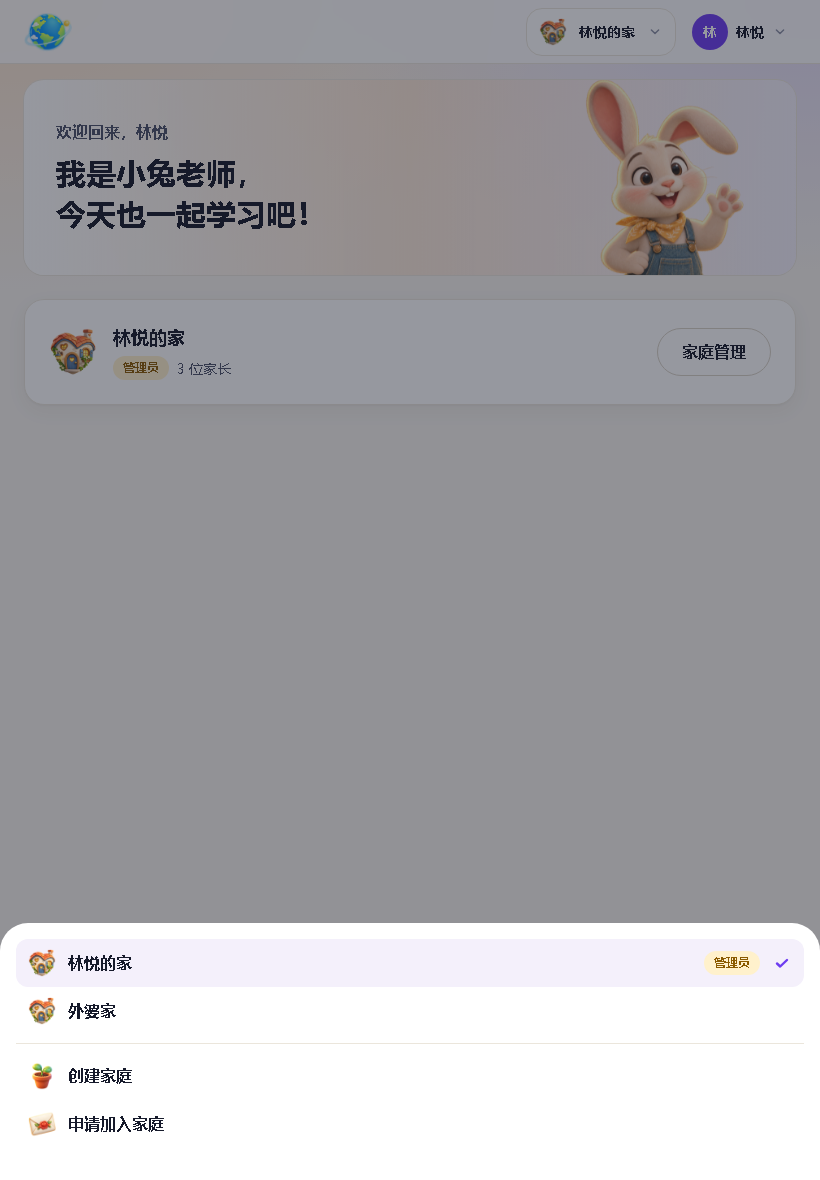 林悦的家
林 林悦
欢迎回来，林悦
我是小兔老师，
今天也一起学习吧！
林悦的家
管理员 3 位家长
家庭管理
林悦的家 管理员
外婆家
创建家庭
申请加入家庭